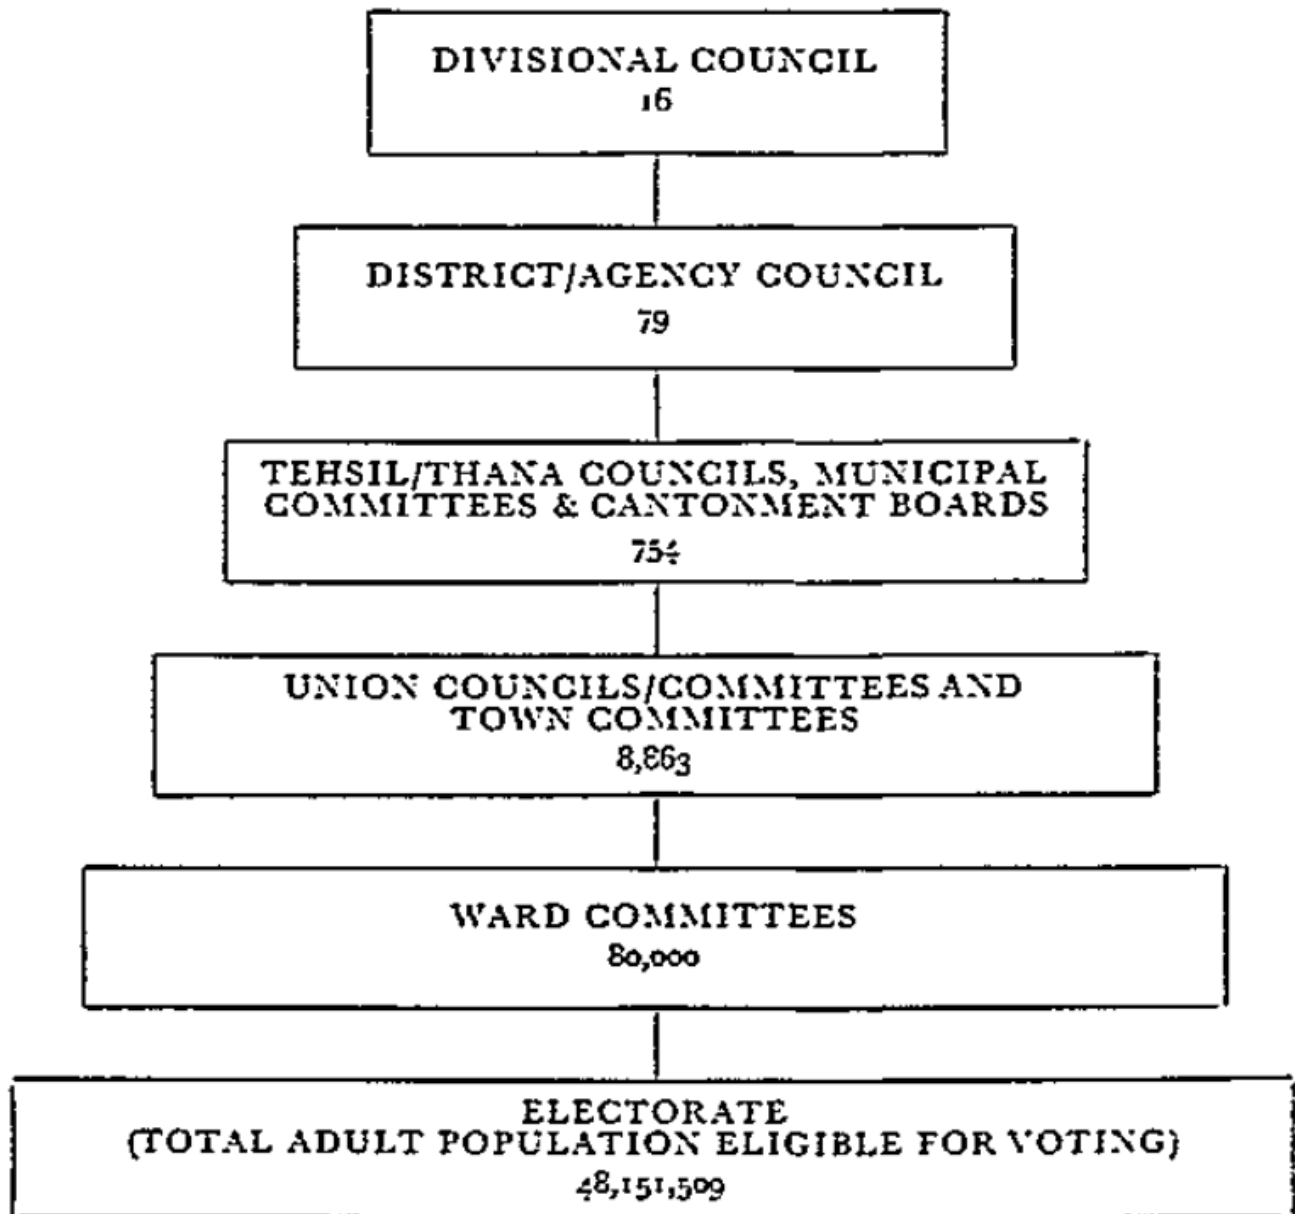 DIVISIONAL COUNCIL
16
DISTRICT/AGENCY COUNCIL
79
TEHSIL/THANA COUNCILS, MUNICIPAL
COMMITTEES & CANTONMENT BOARDS
754
UNION COUNCILS/COMMITTEES AND
TOWN COMMITTEES
8,863
WARD COMMITTEES
80,000
ELECTORATE
(TOTAL ADULT POPULATION ELIGIBLE FOR VOTING)
48,151,509